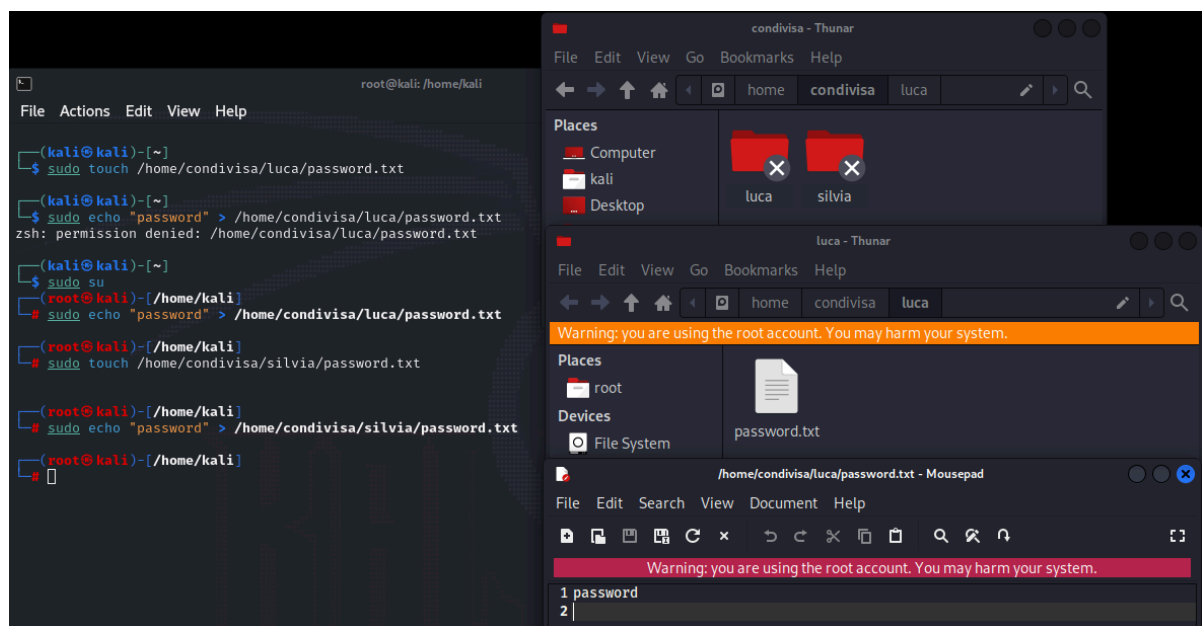 root@kali: /home/kali
File Actions Edit View Help
┌──(kali㉿kali)-[~]
└─$ sudo touch /home/condivisa/luca/password.txt
┌──(kali㉿kali)-[~]
└─$ sudo echo "password" > /home/condivisa/luca/password.txt
zsh: permission denied: /home/condivisa/luca/password.txt
┌──(kali㉿kali)-[~]
└─$ sudo su
┌──(root㉿kali)-[/home/kali]
└─# sudo echo "password" > /home/condivisa/luca/password.txt
┌──(root㉿kali)-[/home/kali]
└─# sudo touch /home/condivisa/silvia/password.txt
┌──(root㉿kali)-[/home/kali]
└─# sudo echo "password" > /home/condivisa/silvia/password.txt
┌──(root㉿kali)-[/home/kali]
└─#
condivisa - Thunar
File Edit View Go Bookmarks Help
home condivisa luca
Places
Computer
kali
Desktop
luca silvia
luca - Thunar
File Edit View Go Bookmarks Help
home condivisa luca
Warning: you are using the root account. You may harm your system.
Places
root
Devices
File System
password.txt
/home/condivisa/luca/password.txt - Mousepad
File Edit Search View Document Help
Warning: you are using the root account. You may harm your system.
1 password
2